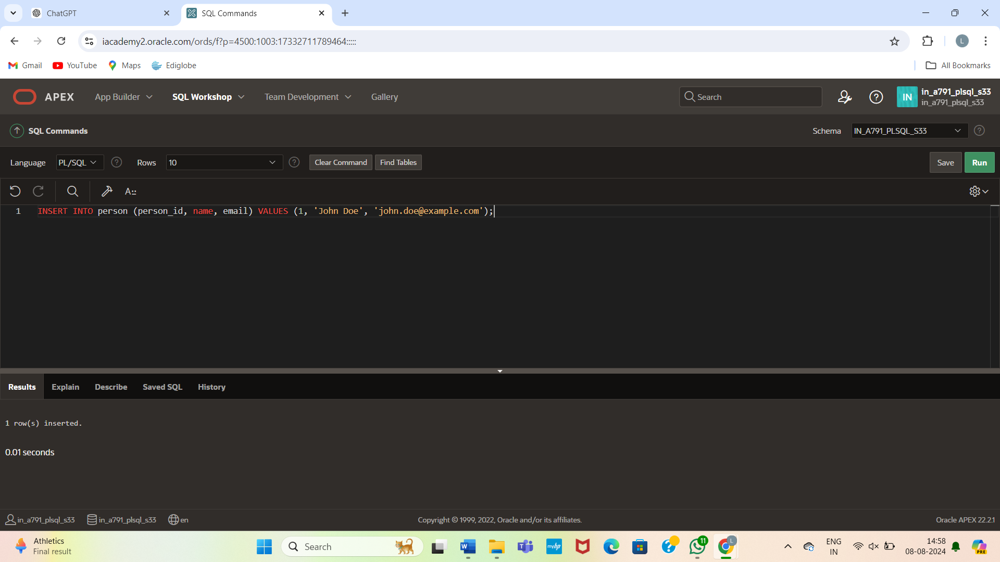 ChatGPT
SQL Commands
iacademy2.oracle.com/ords/f?p=4500:1003:17332711789464:::::
L
Gmail
YouTube
Maps
Ediglobe
All Bookmarks
APEX
App Builder
SQL Workshop
Team Development
Gallery
Search
IN
in_a791_plsql_s33
in_a791_plsql_s33
SQL Commands
Schema
IN_A791_PLSQL_S33
Language
PL/SQL
Rows
10
Clear Command
Find Tables
Save
Run
1
INSERT INTO person (person_id, name, email) VALUES (1, 'John Doe', 'john.doe@example.com');
Results
Explain
Describe
Saved SQL
History
1 row(s) inserted.
0.01 seconds
in_a791_plsql_s33
in_a791_plsql_s33
en
Copyright © 1999, 2022, Oracle and/or its affiliates.
Oracle APEX 22.2.1
Athletics
Final result
Search
W
myhp
11
L
ENG
IN
14:58
08-08-2024
PRE